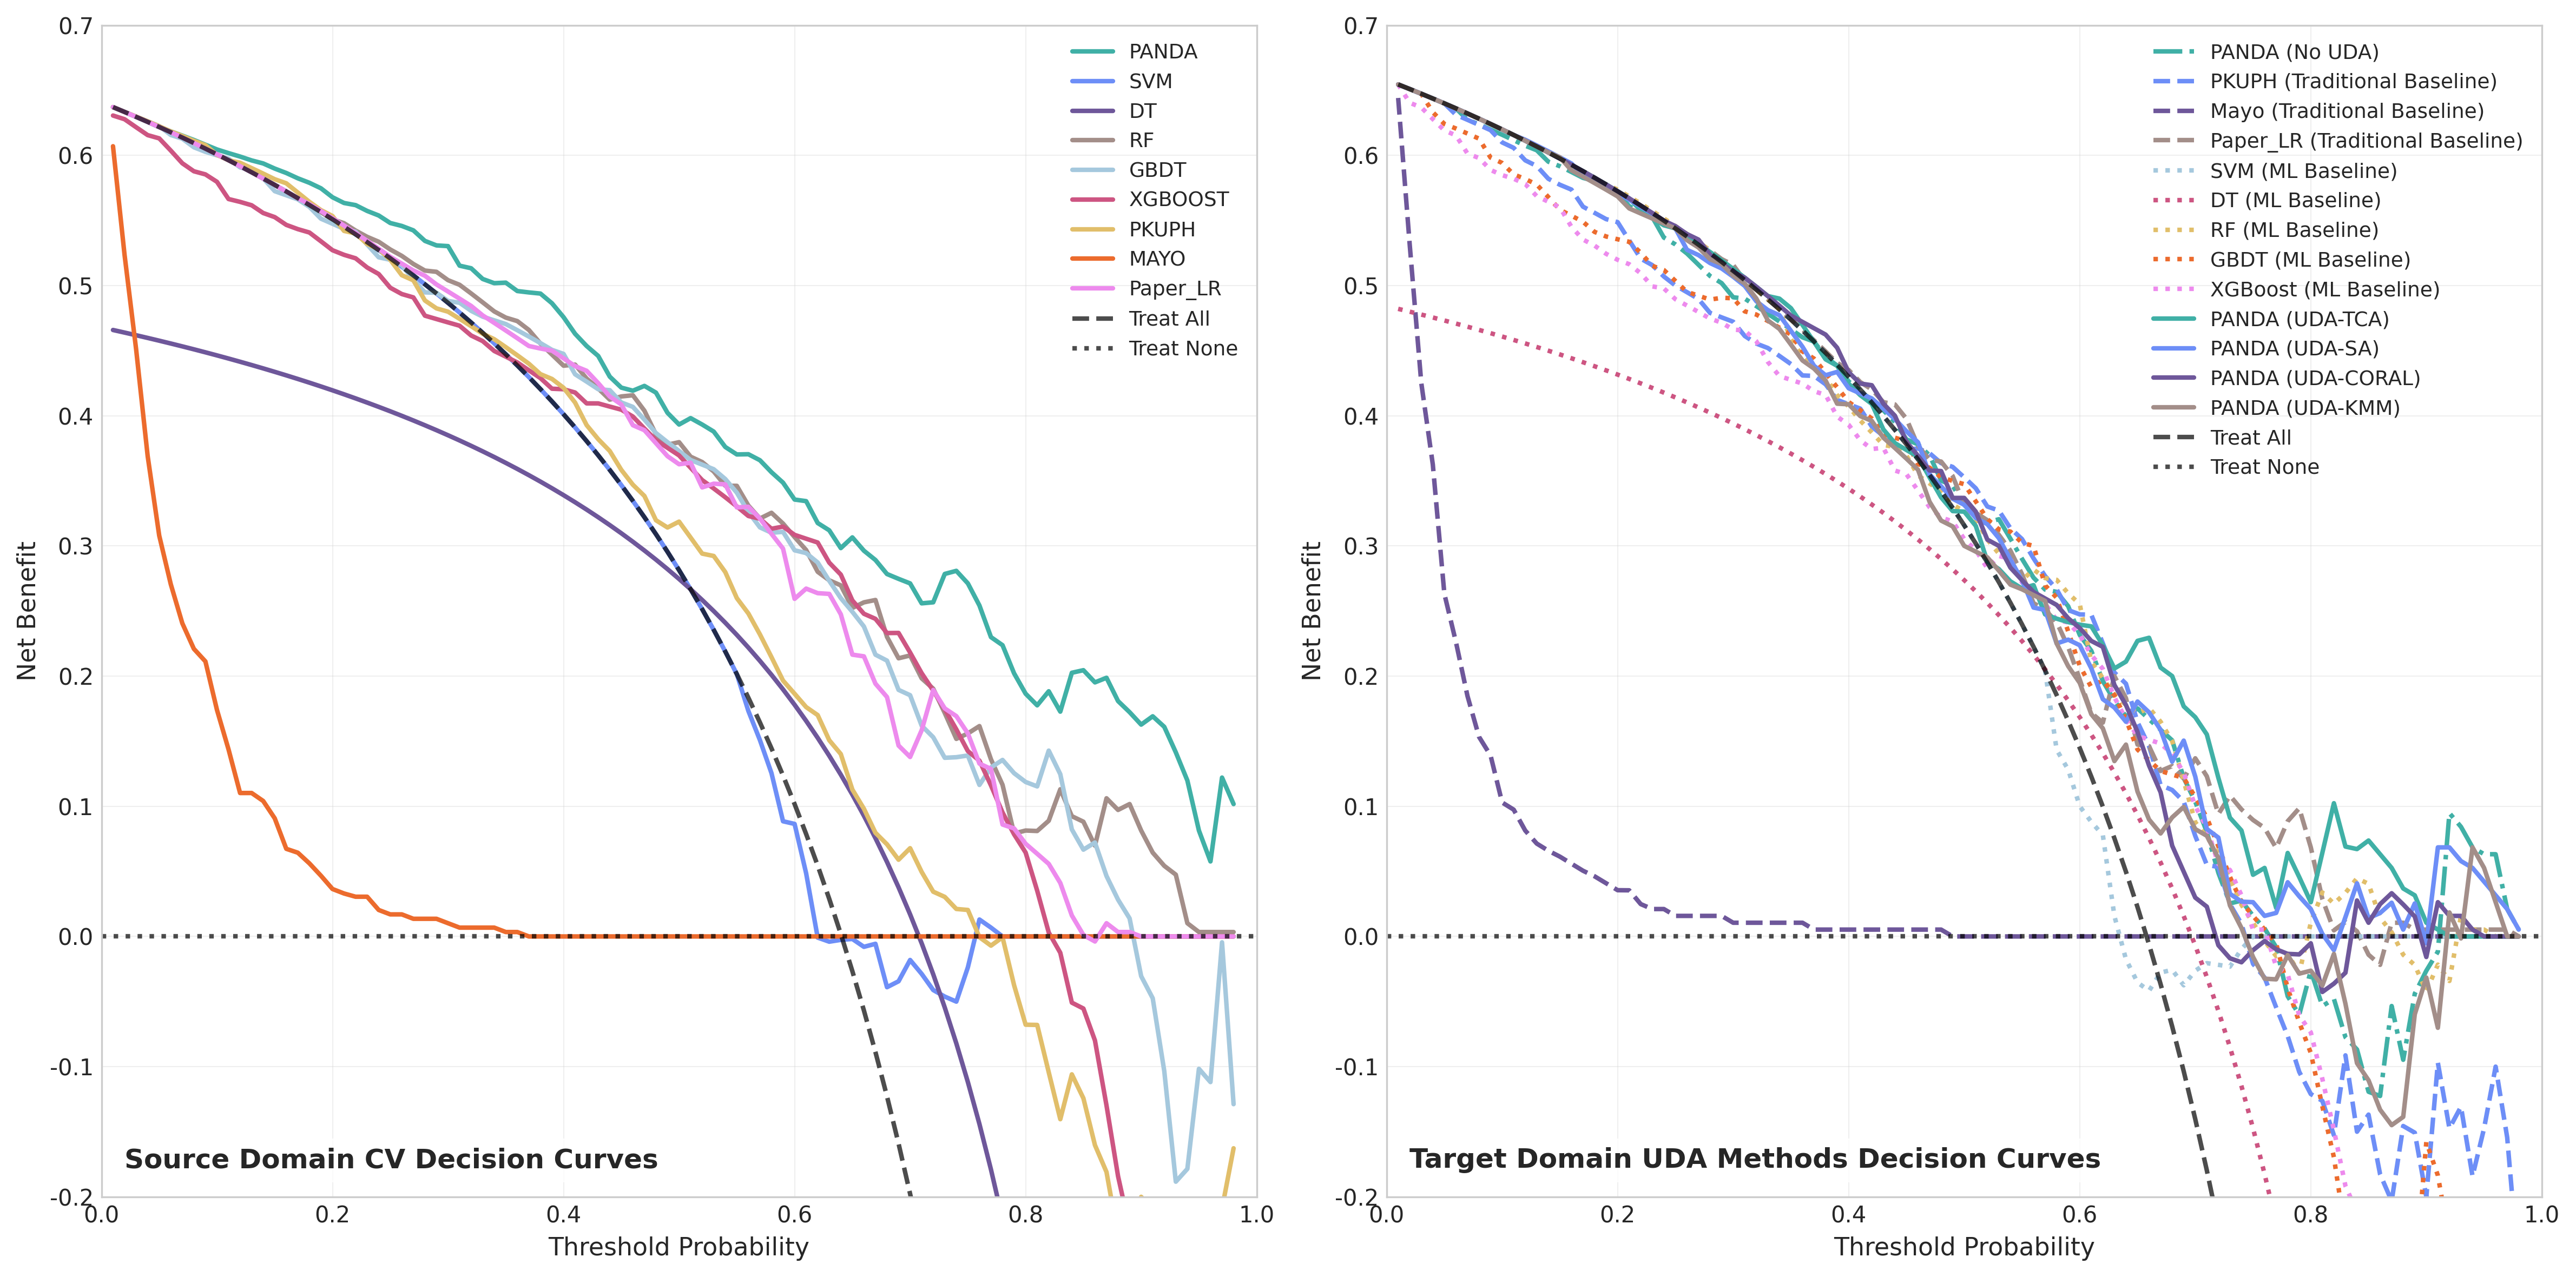 0.7
0.6
0.5
0.4
0.3
0.2
0.1
0.0
-0.1
-0.2
Net Benefit
PANDA
SVM
DT
RF
GBDT
XGBOOST
PKUPH
MAYO
Paper_LR
Treat All
Treat None
Source Domain CV Decision Curves
0.0 0.2 0.4 0.6 0.8 1.0
Threshold Probability
0.7
0.6
0.5
0.4
0.3
0.2
0.1
0.0
-0.1
-0.2
Net Benefit
PANDA (No UDA)
PKUPH (Traditional Baseline)
Mayo (Traditional Baseline)
Paper_LR (Traditional Baseline)
SVM (ML Baseline)
DT (ML Baseline)
RF (ML Baseline)
GBDT (ML Baseline)
XGBoost (ML Baseline)
PANDA (UDA-TCA)
PANDA (UDA-SA)
PANDA (UDA-CORAL)
PANDA (UDA-KMM)
Treat All
Treat None
Target Domain UDA Methods Decision Curves
0.0 0.2 0.4 0.6 0.8 1.0
Threshold Probability